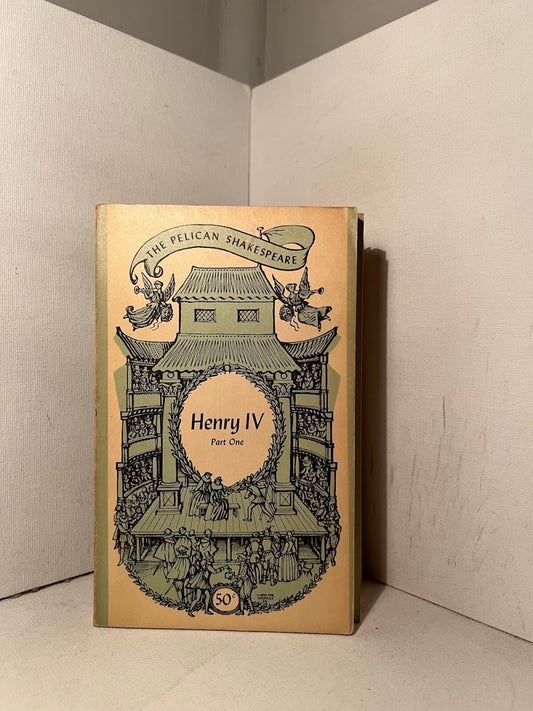 THE PELICAN SHAKESPEARE
Henry IV
Part One
50¢